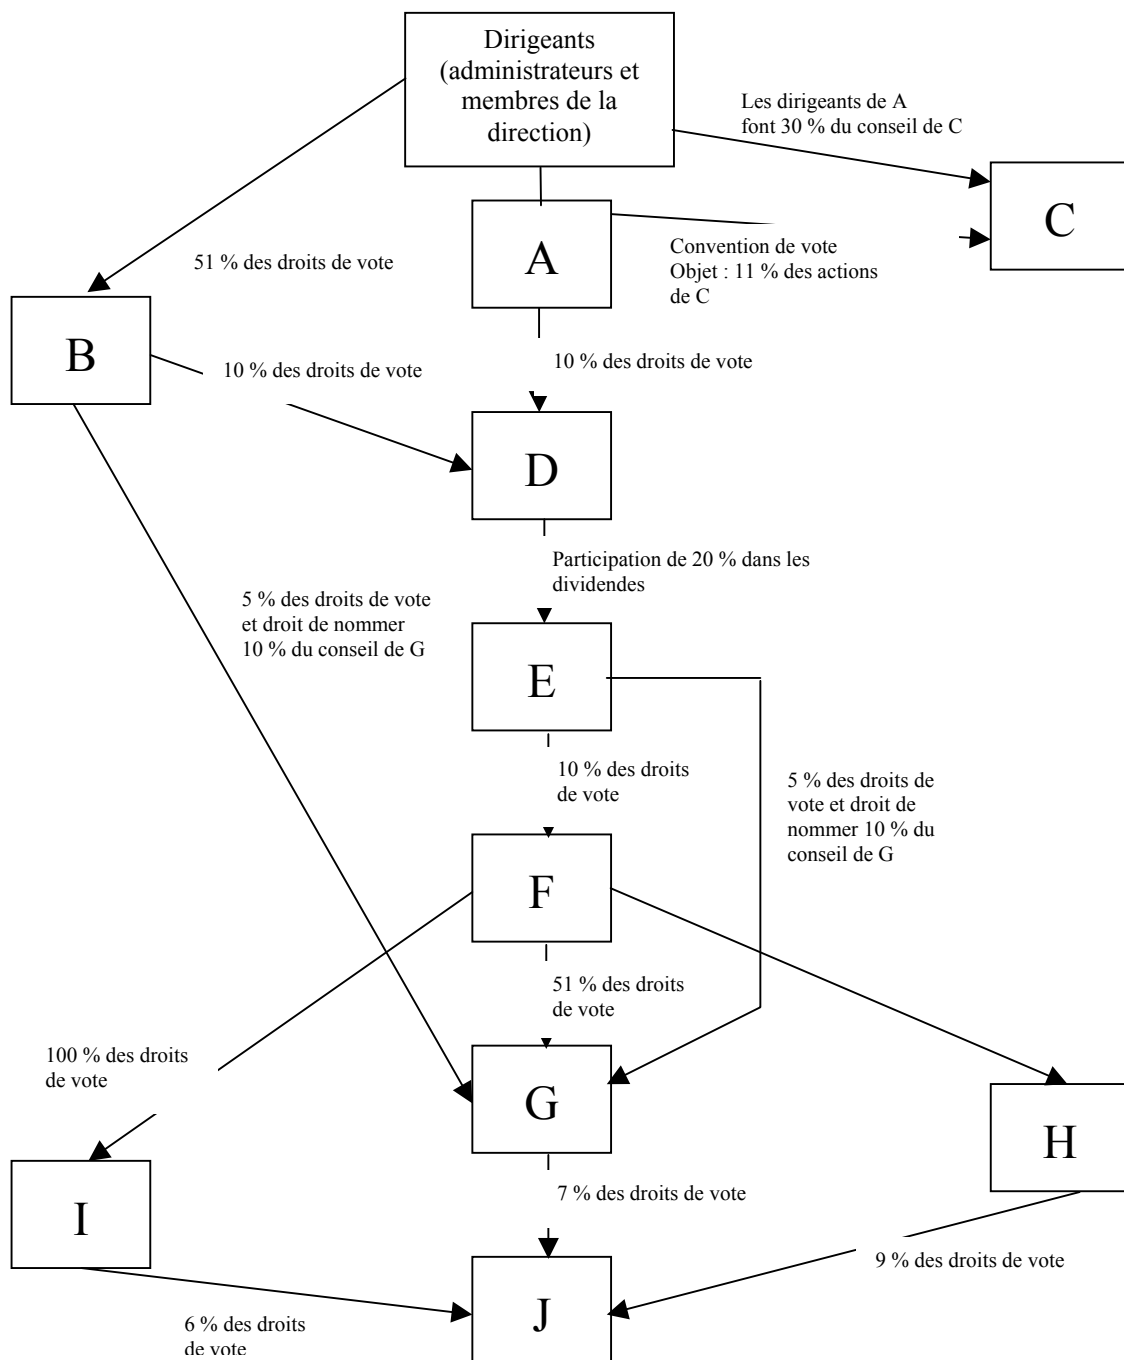 Dirigeants
(administrateurs et
membres de la
direction)
Les dirigeants de A
font 30 % du conseil de C
C
A
Convention de vote
Objet : 11 % des actions
de C
51 % des droits de vote
B
10 % des droits de vote
10 % des droits de vote
D
Participation de 20 % dans les
dividendes
5 % des droits de vote
et droit de nommer
10 % du conseil de G
E
10 % des droits
de vote
5 % des droits de
vote et droit de
nommer 10 % du
conseil de G
F
51 % des droits
de vote
100 % des droits
de vote
G
H
I
7 % des droits de vote
9 % des droits de vote
J
6 % des droits
de vote